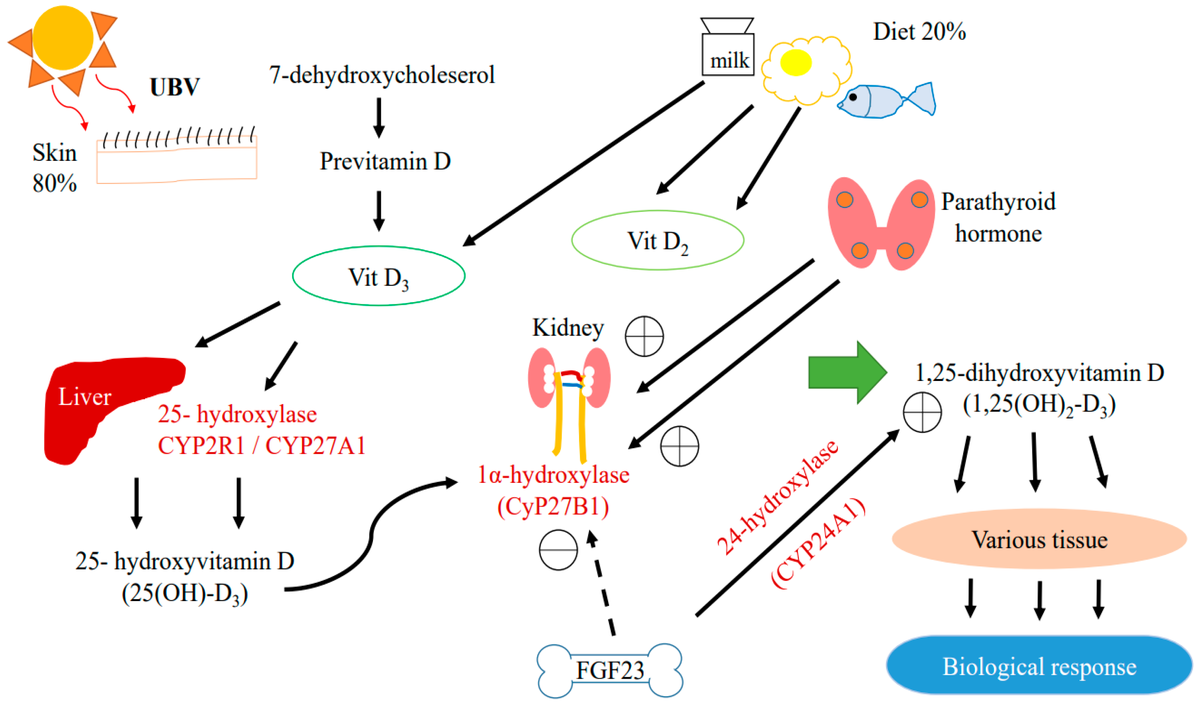 UBV
Skin
80%
7-dehydroxycholeserol
Previtamin D
Vit D₃
milk
Diet 20%
Vit D₂
Parathyroid
hormone
Liver
25- hydroxylase
CYP2R1 / CYP27A1
25- hydroxyvitamin D
(25(OH)-D₃)
Kidney
1α-hydroxylase
(CyP27B1)
FGF23
24-hydroxylase
(CYP24A1)
1,25-dihydroxyvitamin D
(1,25(OH)₂-D₃)
Various tissue
Biological response